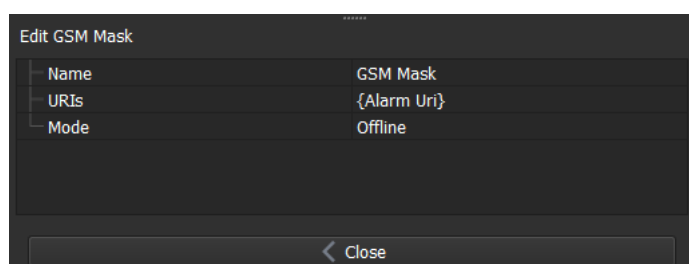 Edit GSM Mask
Name GSM Mask
URIs {Alarm Uri}
Mode Offline
Close